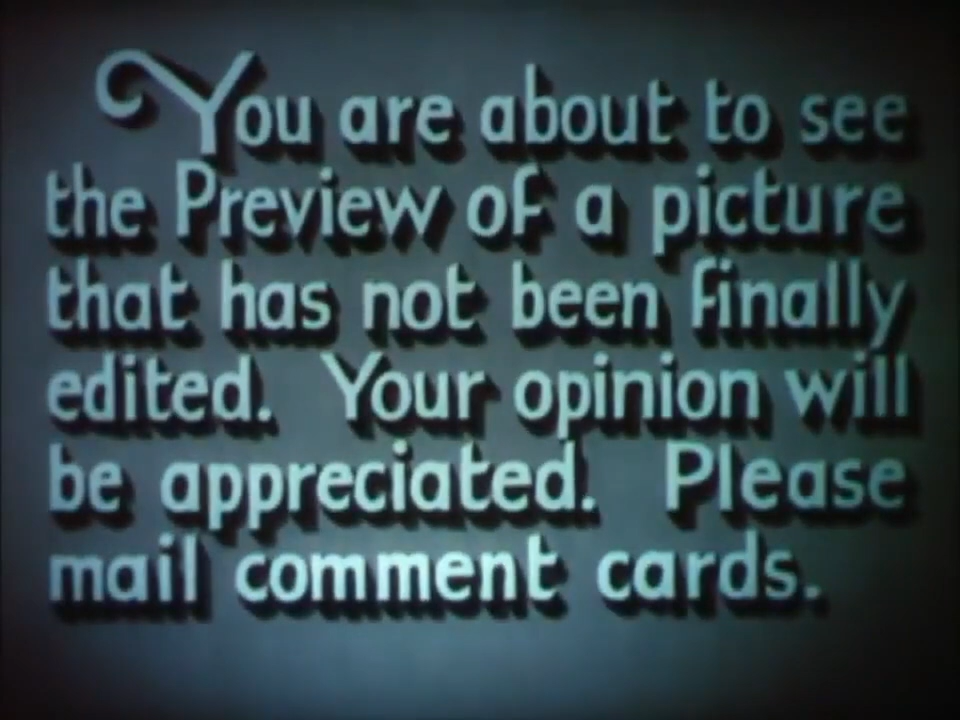 You are about to see
the Preview of a picture
that has not been finally
edited. Your opinion will
be appreciated. Please
mail comment cards.